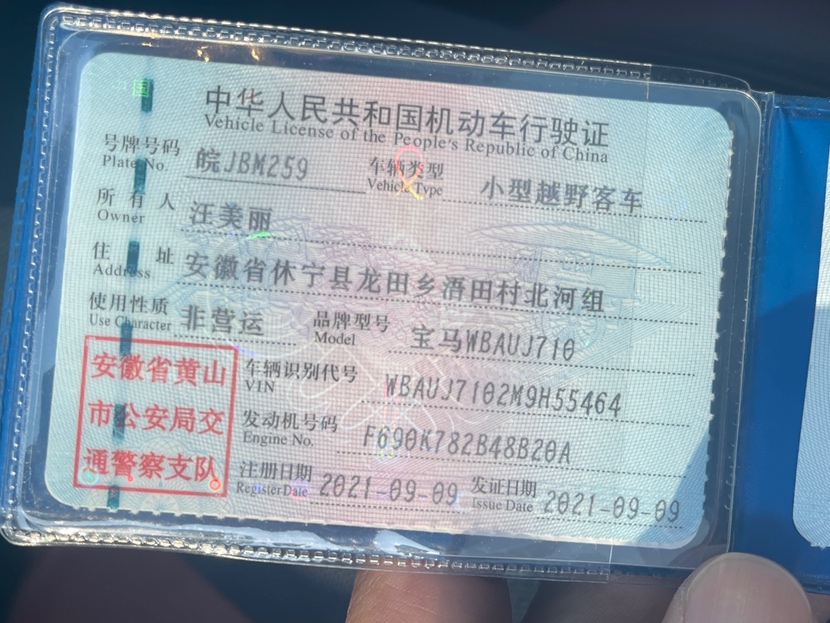 中华人民共和国机动车行驶证
Vehicle License of the People's Republic of China
号牌号码 皖JBM259 车辆类型 小型越野客车
Plate No. Vehicle Type
所有人 汪美丽
Owner
住址 安徽省休宁县龙田乡浯田村北河组
Address
使用性质 非营运 品牌型号 宝马WBAUJ710
Use Character Model
安徽省黄山
市公安局交
通警察支队
车辆识别代号 WBAUJ7102M9H55464
VIN
发动机号码 F690K782B48B20A
Engine No.
注册日期 2021-09-09 发证日期 2021-09-09
Register Date Issue Date